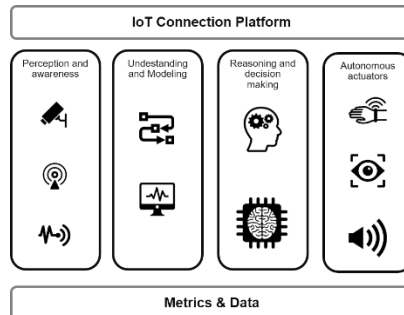 IoT Connection Platform
Perception and
awareness
Undestanding
and Modeling
Reasoning and
decision
making
Autonomous
actuators
Metrics & Data